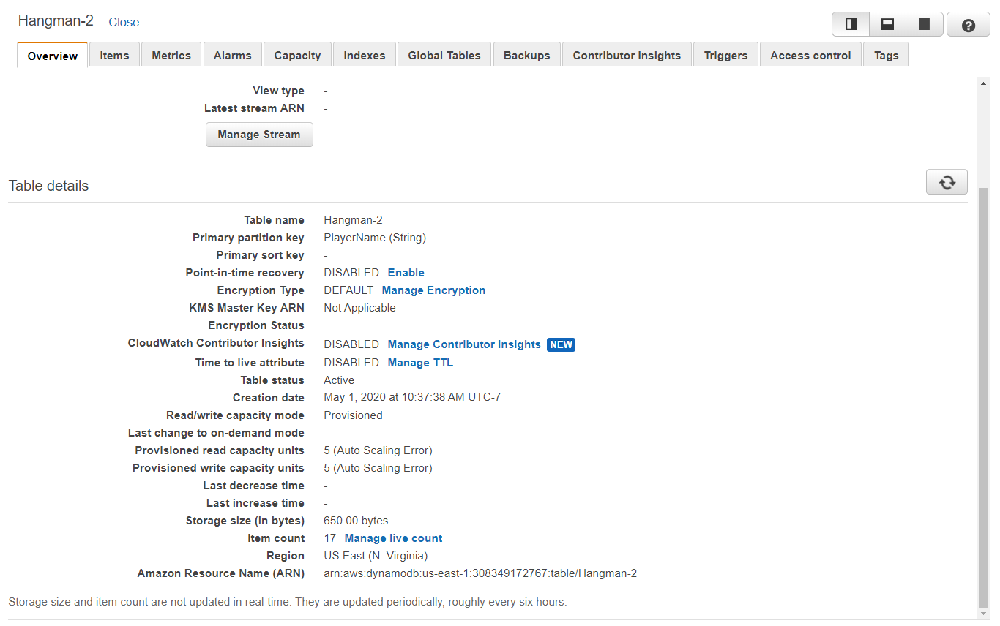 Hangman-2 Close
Overview Items Metrics Alarms Capacity Indexes Global Tables Backups Contributor Insights Triggers Access control Tags
View type -
Latest stream ARN -
Manage Stream
Table details
Table name Hangman-2
Primary partition key PlayerName (String)
Primary sort key -
Point-in-time recovery DISABLED Enable
Encryption Type DEFAULT Manage Encryption
KMS Master Key ARN Not Applicable
Encryption Status
CloudWatch Contributor Insights DISABLED Manage Contributor Insights NEW
Time to live attribute DISABLED Manage TTL
Table status Active
Creation date May 1, 2020 at 10:37:38 AM UTC-7
Read/write capacity mode Provisioned
Last change to on-demand mode -
Provisioned read capacity units 5 (Auto Scaling Error)
Provisioned write capacity units 5 (Auto Scaling Error)
Last decrease time -
Last increase time -
Storage size (in bytes) 650.00 bytes
Item count 17 Manage live count
Region US East (N. Virginia)
Amazon Resource Name (ARN) arn:aws:dynamodb:us-east-1:308349172767:table/Hangman-2
Storage size and item count are not updated in real-time. They are updated periodically, roughly every six hours.